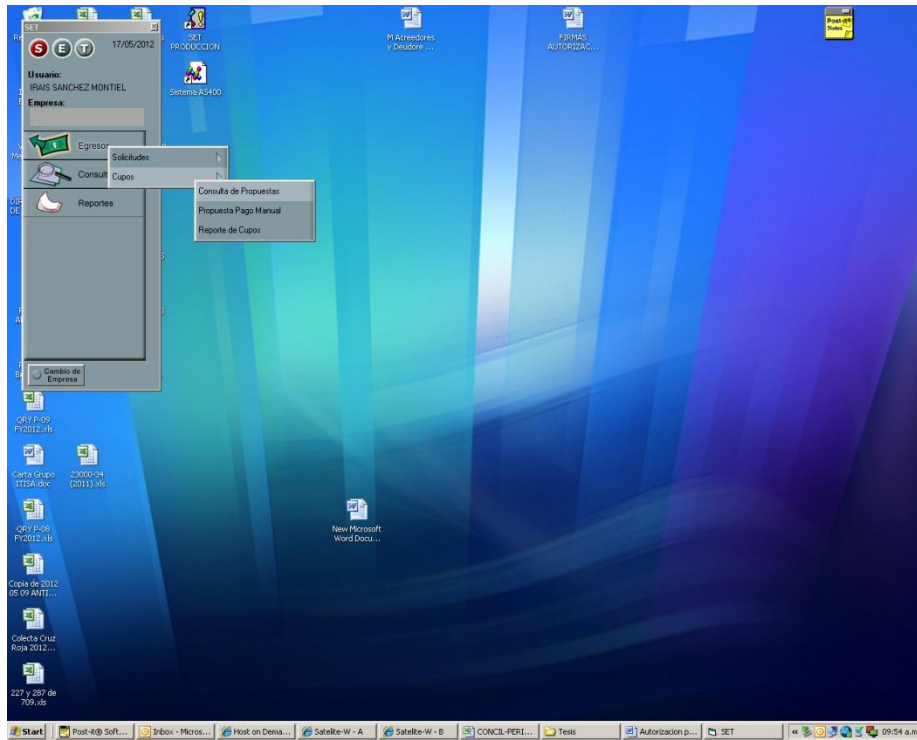 SET
S E T
17/05/2012
Usuario:
IRAIS SANCHEZ MONTIEL
Empresa:
Egresos
Reportes
Cambio de
Empresa
Solicitudes
Cupos
Consulta de Propuestas
Propuesta Pago Manual
Reporte de Cupos
SET
PRODUCCION
Sistema AS400
M Acreedores
y Deudore ...
FIRMAS
AUTORIZAC...
Post-it®
Notes
QRY P-09
FY2012.xls
Carta Grupo
ITISA.doc
23000-34
(2011).xls
QRY P-08
FY2012.xls
New Microsoft
Word Docu...
Copia de 2012
05 09 ANTI...
Colecta Cruz
Roja 2012...
227 y 287 de
709.xls
Start
Post-it® Soft...
Inbox - Micros...
Host on Dema...
Satelite-W - A
Satelite-W - B
CONCIL-PERI...
Tesis
Autorizacion p...
SET
09:54 a.m